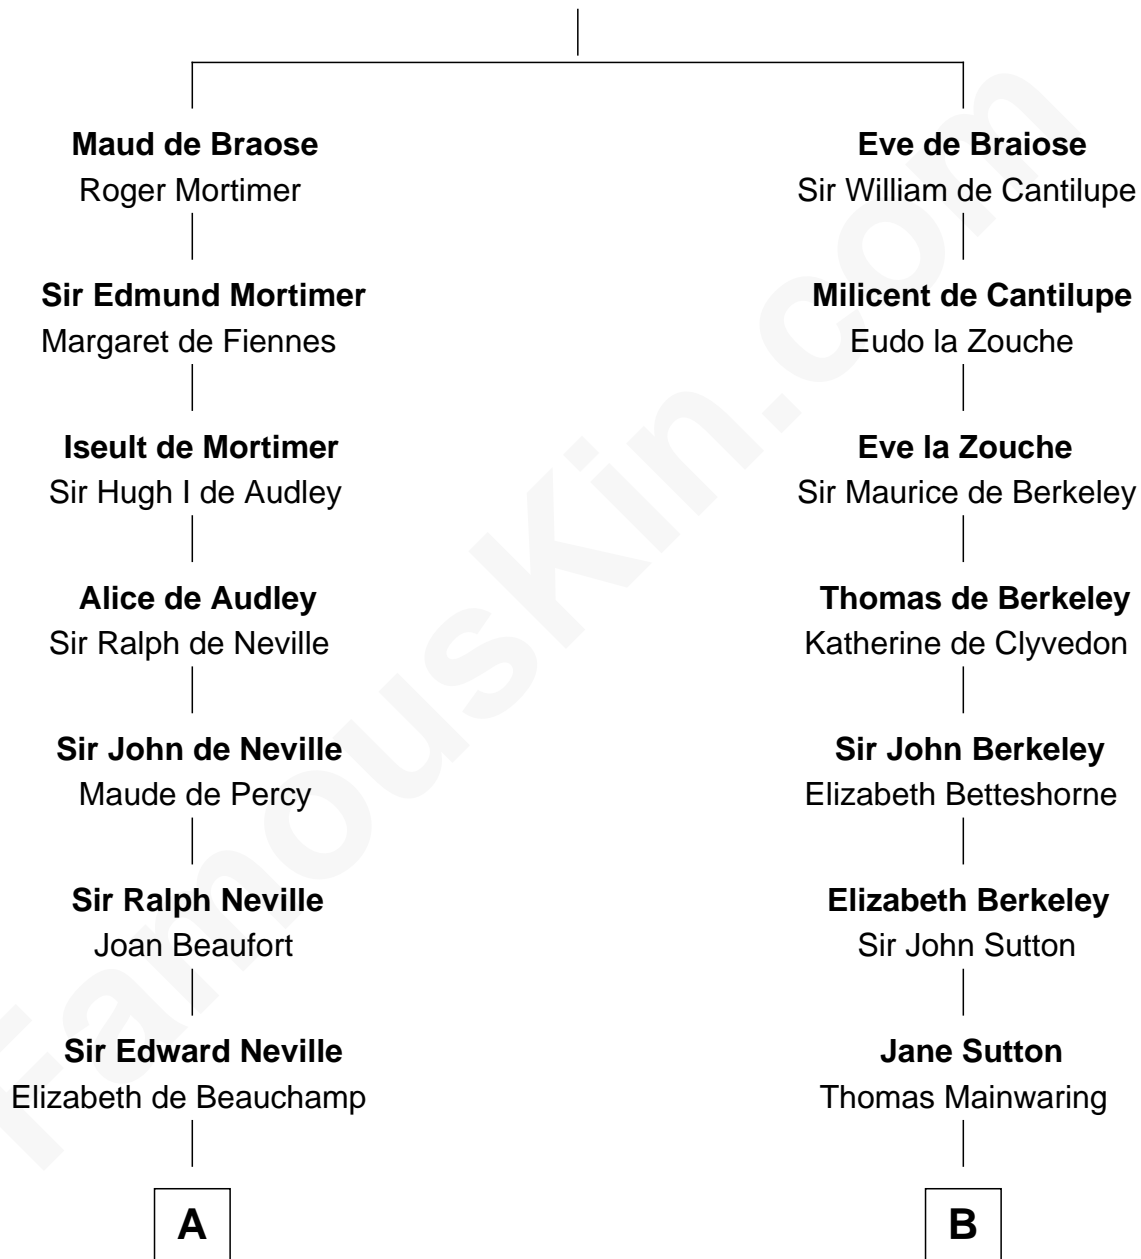 Maud de Braose
Roger Mortimer
Sir Edmund Mortimer
Margaret de Fiennes
Iseult de Mortimer
Sir Hugh I de Audley
Alice de Audley
Sir Ralph de Neville
Sir John de Neville
Maude de Percy
Sir Ralph Neville
Joan Beaufort
Sir Edward Neville
Elizabeth de Beauchamp
A
Eve de Braiose
Sir William de Cantilupe
Milicent de Cantilupe
Eudo la Zouche
Eve la Zouche
Sir Maurice de Berkeley
Thomas de Berkeley
Katherine de Clyvedon
Sir John Berkeley
Elizabeth Betteshorne
Elizabeth Berkeley
Sir John Sutton
Jane Sutton
Thomas Mainwaring
B
FamousKin.com